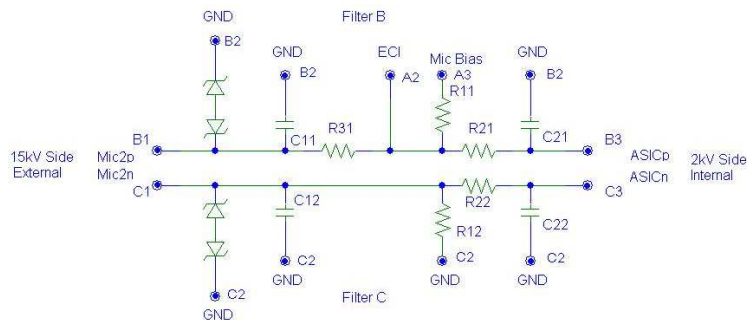 GND
Filter B
B2
GND
ECI
Mic Bias
GND
B2
A2
A3
B2
R11
B1
C11
R31
R21
C21
B3
15kV Side
External
Mic2p
Mic2n
ASICp
ASICn
2kV Side
Internal
C1
C12
R22
C3
R12
C22
C2
C2
C2
C2
GND
GND
GND
GND
Filter C